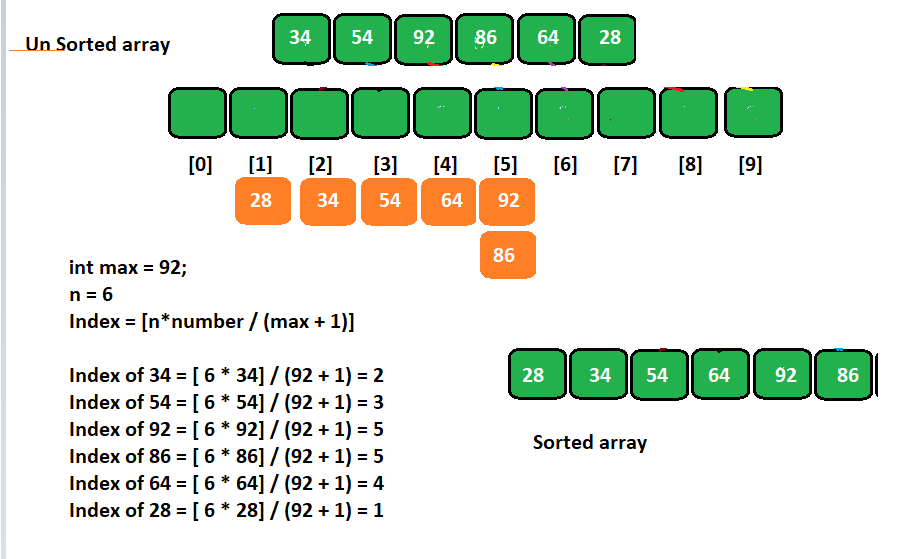 Un Sorted array
34 54 92 86 64 28
[0] [1] [2] [3] [4] [5] [6] [7] [8] [9]
28 34 54 64 92
86
int max = 92;
n = 6
Index = [n*number / (max + 1)]
Index of 34 = [ 6 * 34] / (92 + 1) = 2
Index of 54 = [ 6 * 54] / (92 + 1) = 3
Index of 92 = [ 6 * 92] / (92 + 1) = 5
Index of 86 = [ 6 * 86] / (92 + 1) = 5
Index of 64 = [ 6 * 64] / (92 + 1) = 4
Index of 28 = [ 6 * 28] / (92 + 1) = 1
28 34 54 64 92 86
Sorted array